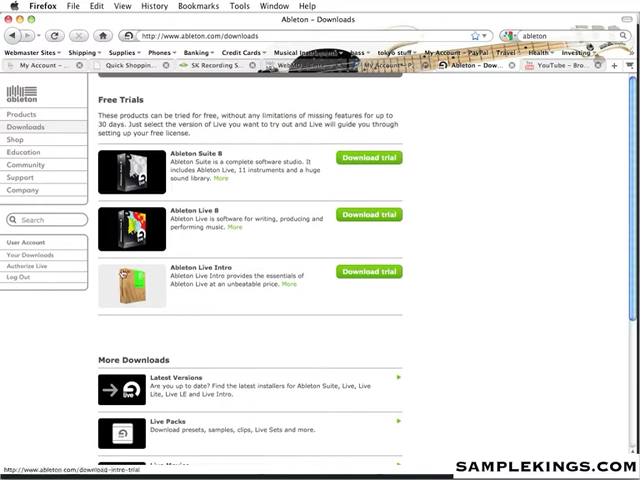 Firefox File Edit View History Bookmarks Tools Window Help
Ableton – Downloads
http://www.ableton.com/downloads
ableton
Webmaster Sites Shipping Supplies Phones Banking Credit Cards Musical bass tokyo stuff My Account PayPal Travel Health Investing
My Account – ... Quick Shoppin... SK Recording S... My Account – P... Ableton – Dow... YouTube – Bro...
ableton
Products
Downloads
Shop
Education
Community
Support
Company
Search
User Account
Your Downloads
Authorize Live
Log Out
Free Trials
These products can be tried for free, without any limitations of missing features for up to
30 days. Just select the version of Live you want to try out and Live will guide you through
setting up your free license.
Ableton Suite 8
Ableton Suite is a complete software studio. It
includes Ableton Live, 11 instruments and a huge
sound library. More
Download trial
Ableton Live 8
Ableton Live is software for writing, producing and
performing music. More
Download trial
Ableton Live Intro
Ableton Live Intro provides the essentials of
Ableton Live at an unbeatable price. More
Download trial
More Downloads
Latest Versions
Are you up to date? Find the latest installers for Ableton Suite, Live, Live
Lite, Live LE and Live Intro.
live
Live Packs
Download presets, samples, clips, Live Sets and more.
http://www.ableton.com/download-intro-trial
SAMPLEKINGS.COM